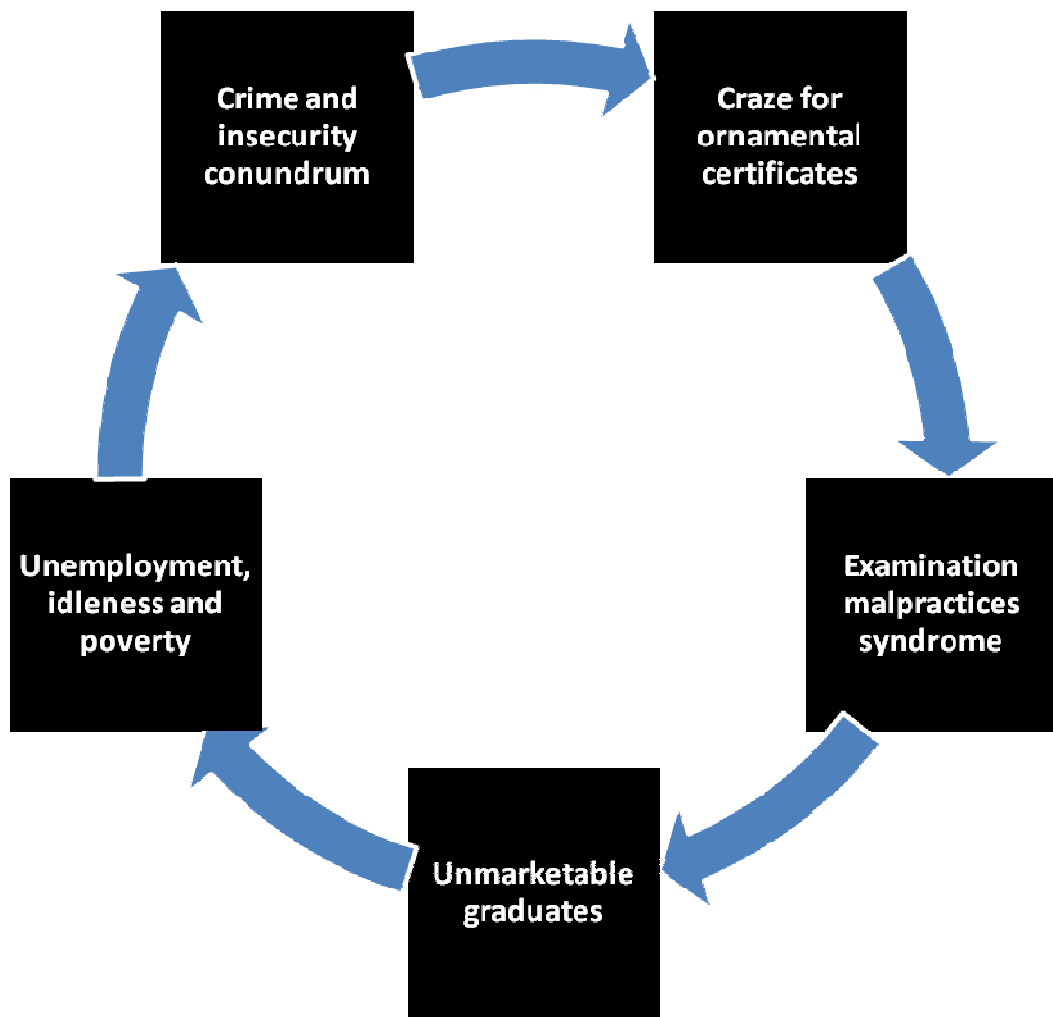 Crime and
insecurity
conundrum
Craze for
ornamental
certificates
Examination
malpractices
syndrome
Unmarketable
graduates
Unemployment,
idleness and
poverty